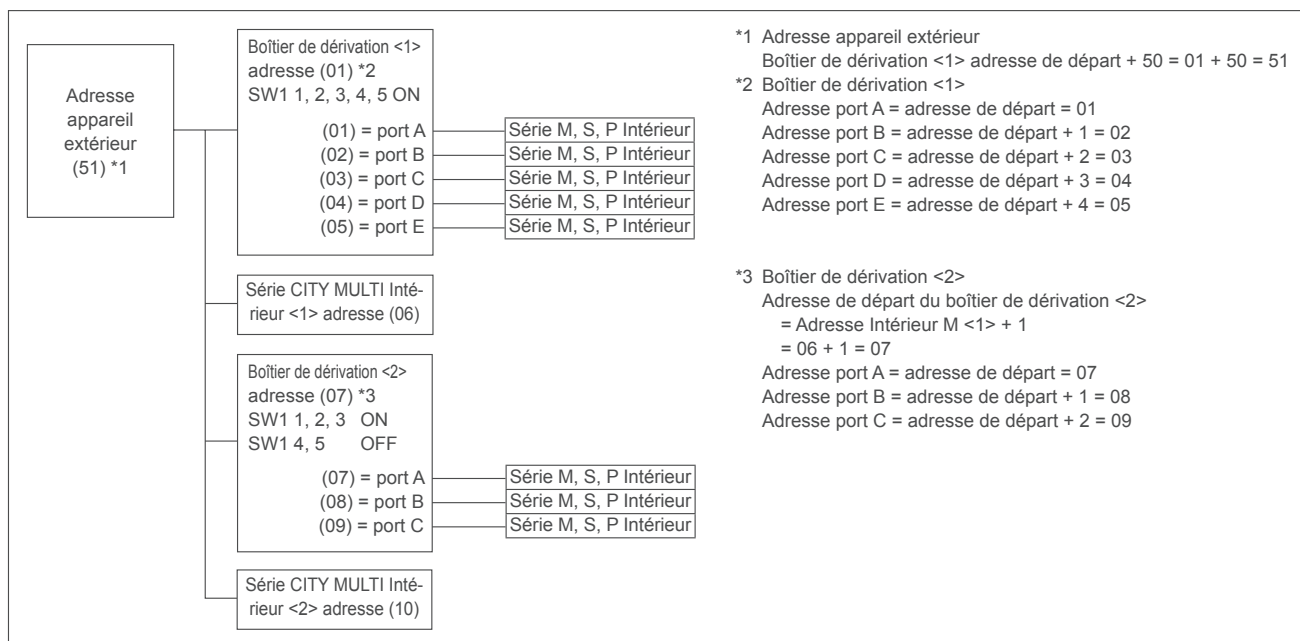 Adresse
appareil
extérieur
(51) *1
Boîtier de dérivation <1>
adresse (01) *2
SW1 1, 2, 3, 4, 5 ON
(01) = port A
(02) = port B
(03) = port C
(04) = port D
(05) = port E
Série M, S, P Intérieur
Série M, S, P Intérieur
Série M, S, P Intérieur
Série M, S, P Intérieur
Série M, S, P Intérieur
Série CITY MULTI Inté-
rieur <1> adresse (06)
Boîtier de dérivation <2>
adresse (07) *3
SW1 1, 2, 3 ON
SW1 4, 5 OFF
(07) = port A
(08) = port B
(09) = port C
Série M, S, P Intérieur
Série M, S, P Intérieur
Série M, S, P Intérieur
Série CITY MULTI Inté-
rieur <2> adresse (10)
*1 Adresse appareil extérieur
Boîtier de dérivation <1> adresse de départ + 50 = 01 + 50 = 51
*2 Boîtier de dérivation <1>
Adresse port A = adresse de départ = 01
Adresse port B = adresse de départ + 1 = 02
Adresse port C = adresse de départ + 2 = 03
Adresse port D = adresse de départ + 3 = 04
Adresse port E = adresse de départ + 4 = 05
*3 Boîtier de dérivation <2>
Adresse de départ du boîtier de dérivation <2>
= Adresse Intérieur M <1> + 1
= 06 + 1 = 07
Adresse port A = adresse de départ = 07
Adresse port B = adresse de départ + 1 = 08
Adresse port C = adresse de départ + 2 = 09